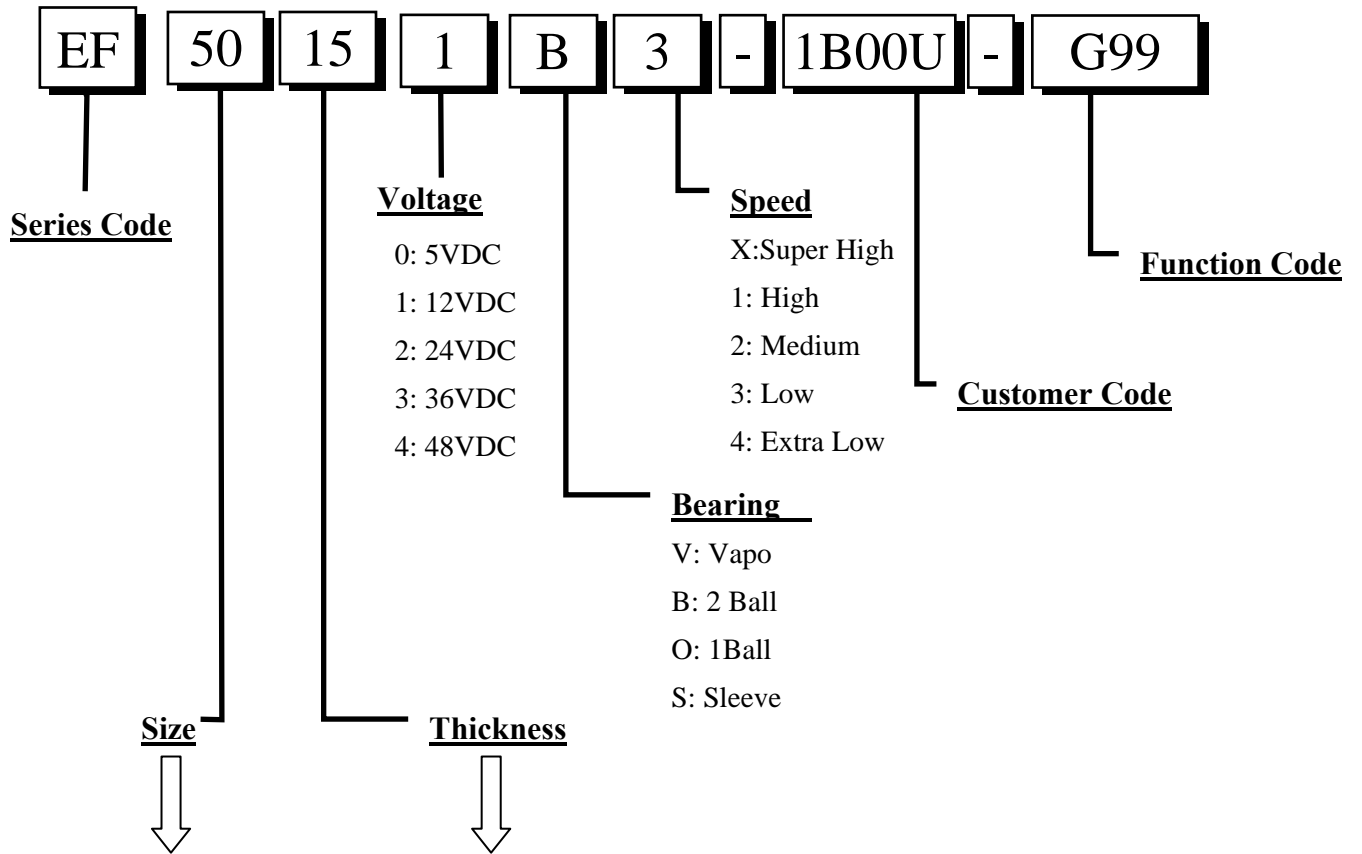 EF 50 15 1 B 3 - 1B00U - G99
Series Code
Voltage
0: 5VDC
1: 12VDC
2: 24VDC
3: 36VDC
4: 48VDC
Speed
X:Super High
1: High
2: Medium
3: Low
4: Extra Low
Function Code
Customer Code
Bearing
V: Vapo
B: 2 Ball
O: 1Ball
S: Sleeve
Size
Thickness